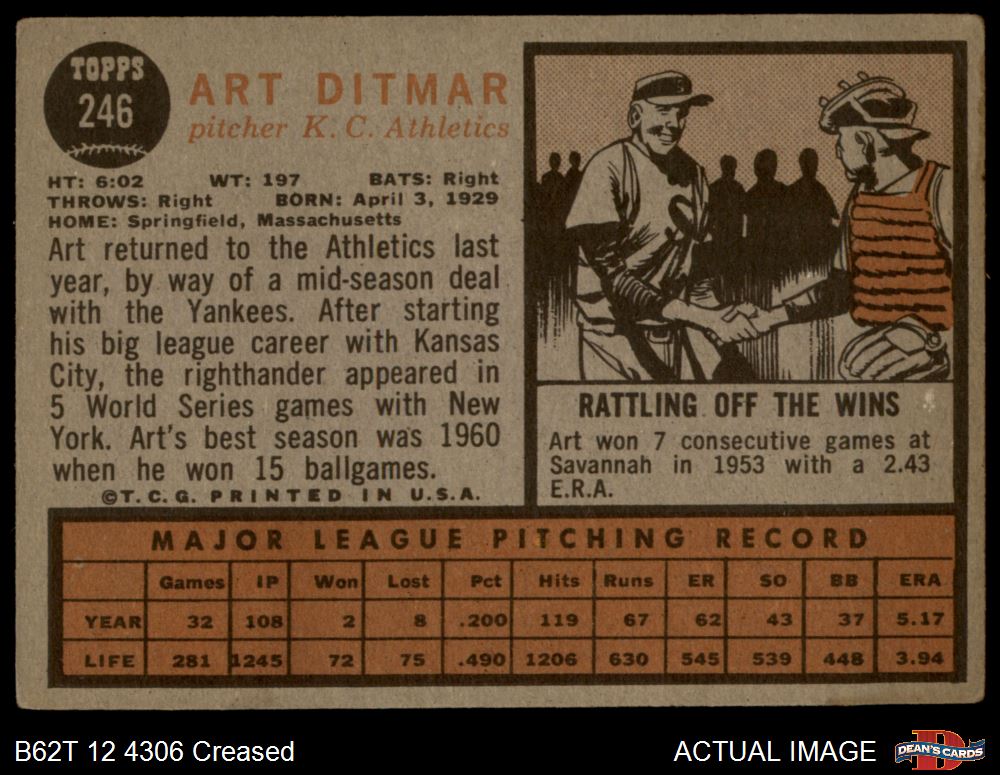 TOPPS
246
ART DITMAR
pitcher K. C. Athletics
HT: 6:02 WT: 197 BATS: Right
THROWS: Right BORN: April 3, 1929
HOME: Springfield, Massachusetts
Art returned to the Athletics last
year, by way of a mid-season deal
with the Yankees. After starting
his big league career with Kansas
City, the righthander appeared in
5 World Series games with New
York. Art's best season was 1960
when he won 15 ballgames.
©T. C. G. PRINTED IN U.S.A.
S
RATTLING OFF THE WINS
Art won 7 consecutive games at
Savannah in 1953 with a 2.43
E.R.A.
MAJOR LEAGUE PITCHING RECORD
Games IP Won Lost Pct Hits Runs ER SO BB ERA
YEAR 32 108 2 8 .200 119 67 62 43 37 5.17
LIFE 281 1245 72 75 .490 1206 630 545 539 448 3.94
B62T 12 4306 Creased
ACTUAL IMAGE
D
DEAN'S CARDS